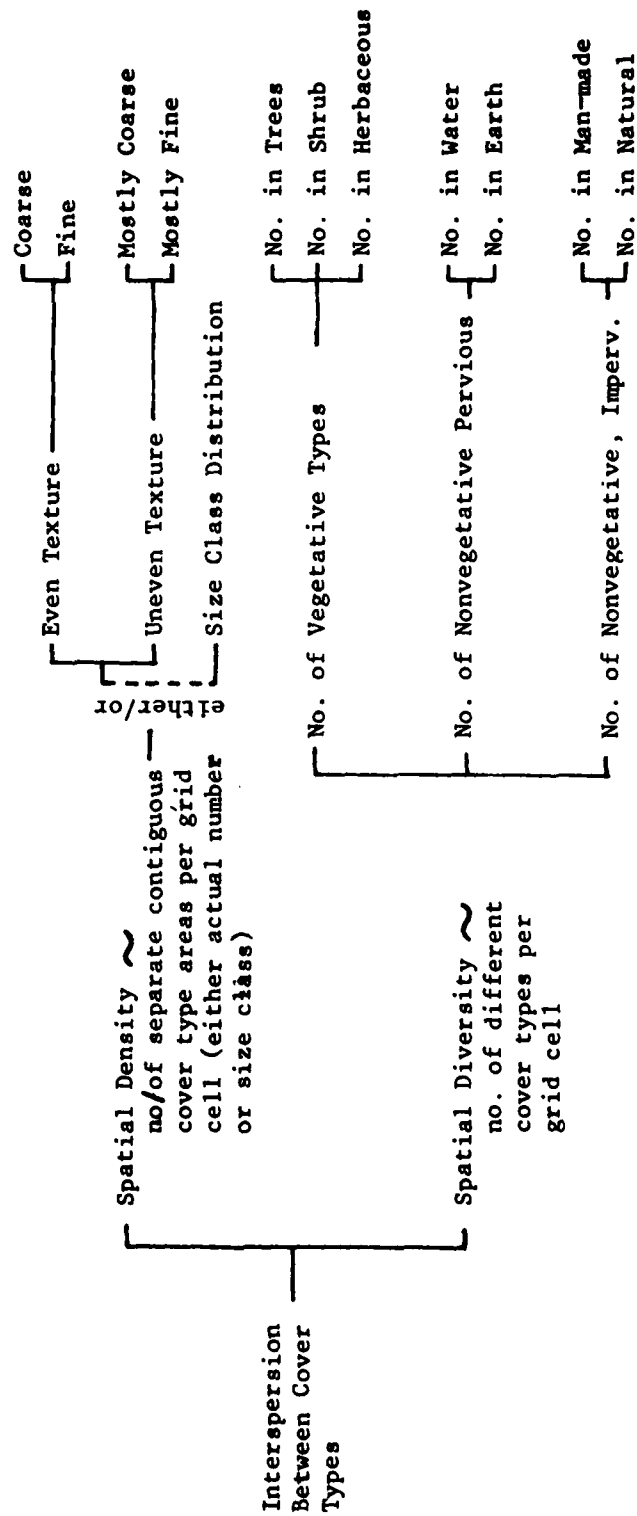 Interspersion
Between Cover
Types
Spatial Density ~
no/of separate contiguous
cover type areas per grid
cell (either actual number
or size class)
either/or
Even Texture
Coarse
Fine
Uneven Texture
Mostly Coarse
Mostly Fine
Size Class Distribution
Spatial Diversity ~
no. of different
cover types per
grid cell
No. of Vegetative Types
No. in Trees
No. in Shrub
No. in Herbaceous
No. of Nonvegetative Pervious
No. in Water
No. in Earth
No. of Nonvegetative, Imperv.
No. in Man-made
No. in Natural